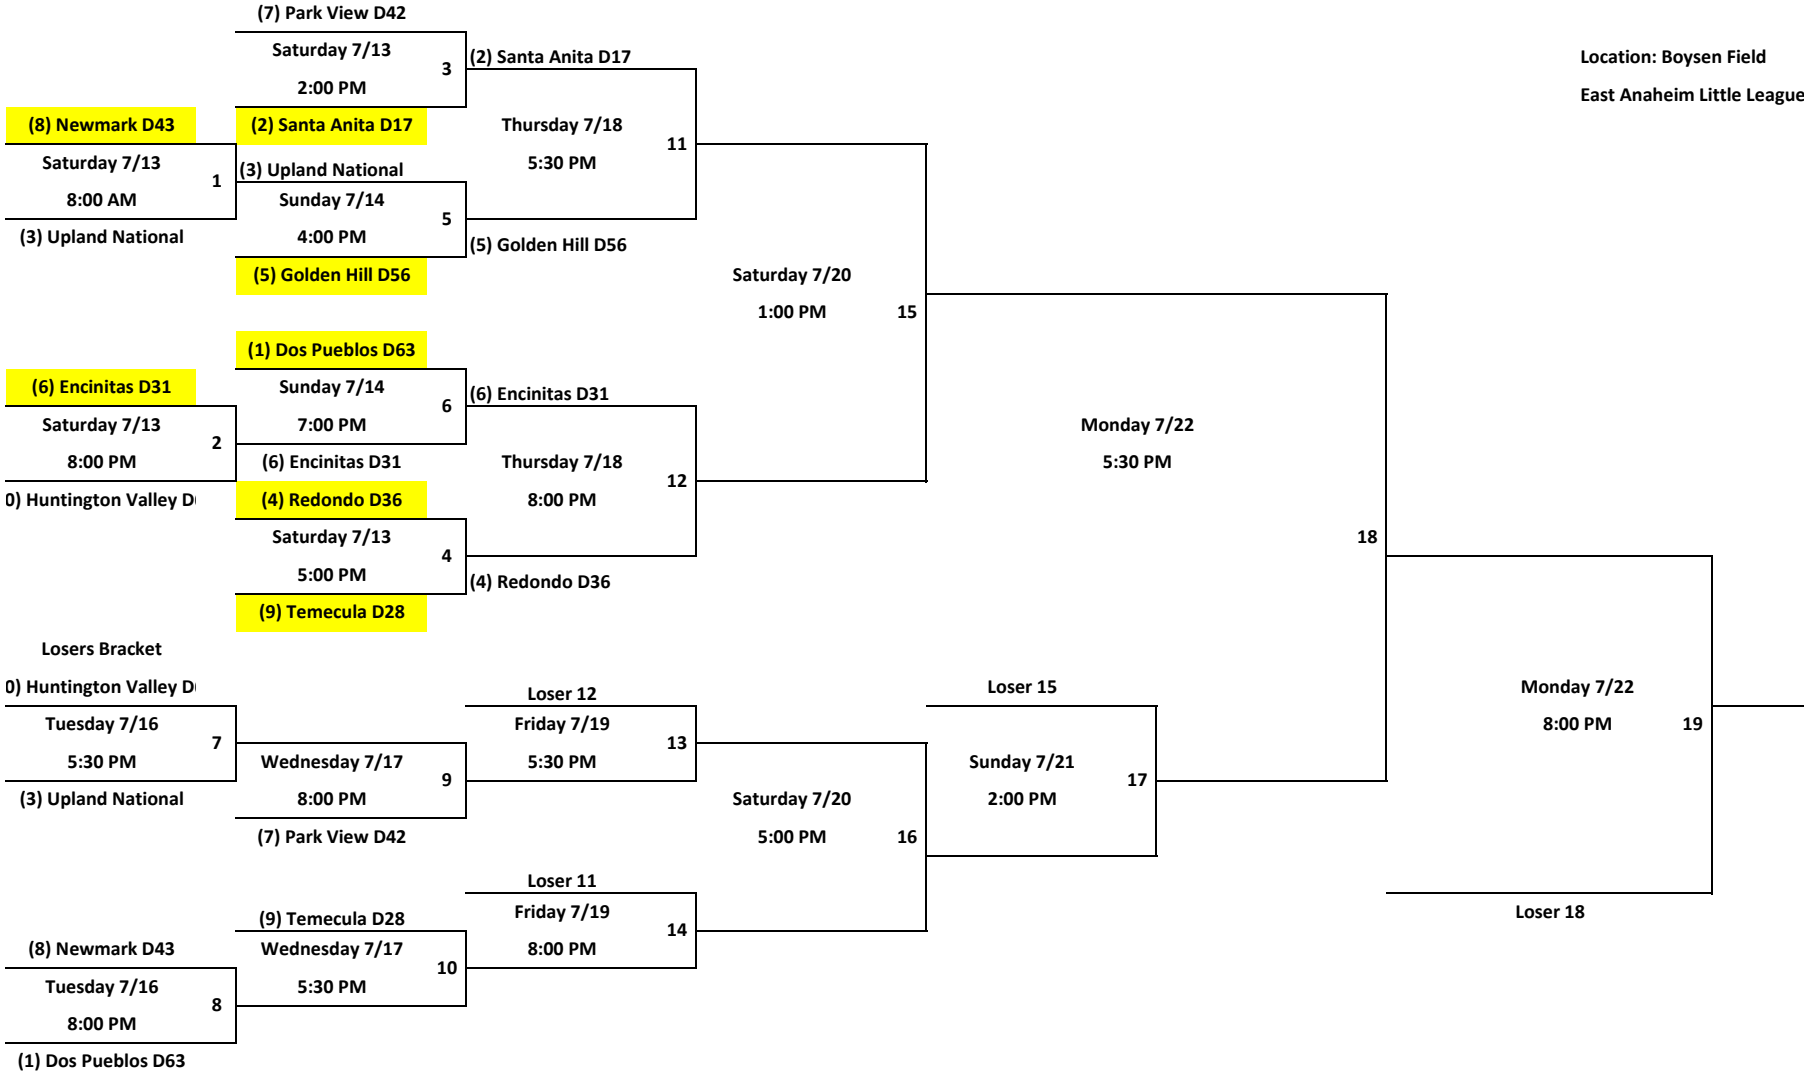 (7) Park View D42
Saturday 7/13
3
2:00 PM
(2) Santa Anita D17
(2) Santa Anita D17
Location: Boysen Field
East Anaheim Little League
(8) Newmark D43
Saturday 7/13
1
8:00 AM
(3) Upland National
(3) Upland National
Sunday 7/14
5
4:00 PM
(5) Golden Hill D56
Thursday 7/18
11
5:30 PM
(5) Golden Hill D56
Saturday 7/20
1:00 PM
15
(1) Dos Pueblos D63
Sunday 7/14
6
7:00 PM
(6) Encinitas D31
(6) Encinitas D31
Saturday 7/13
2
8:00 PM
0) Huntington Valley D
(6) Encinitas D31
Thursday 7/18
12
8:00 PM
(4) Redondo D36
Saturday 7/13
4
5:00 PM
(9) Temecula D28
(4) Redondo D36
Monday 7/22
5:30 PM
18
Losers Bracket
0) Huntington Valley D
Tuesday 7/16
7
5:30 PM
(3) Upland National
Wednesday 7/17
9
8:00 PM
(7) Park View D42
Loser 12
Friday 7/19
13
5:30 PM
Saturday 7/20
5:00 PM
16
Loser 15
Sunday 7/21
17
2:00 PM
Monday 7/22
8:00 PM
19
Loser 18
Loser 11
Friday 7/19
14
8:00 PM
(9) Temecula D28
Wednesday 7/17
10
5:30 PM
(8) Newmark D43
Tuesday 7/16
8
8:00 PM
(1) Dos Pueblos D63